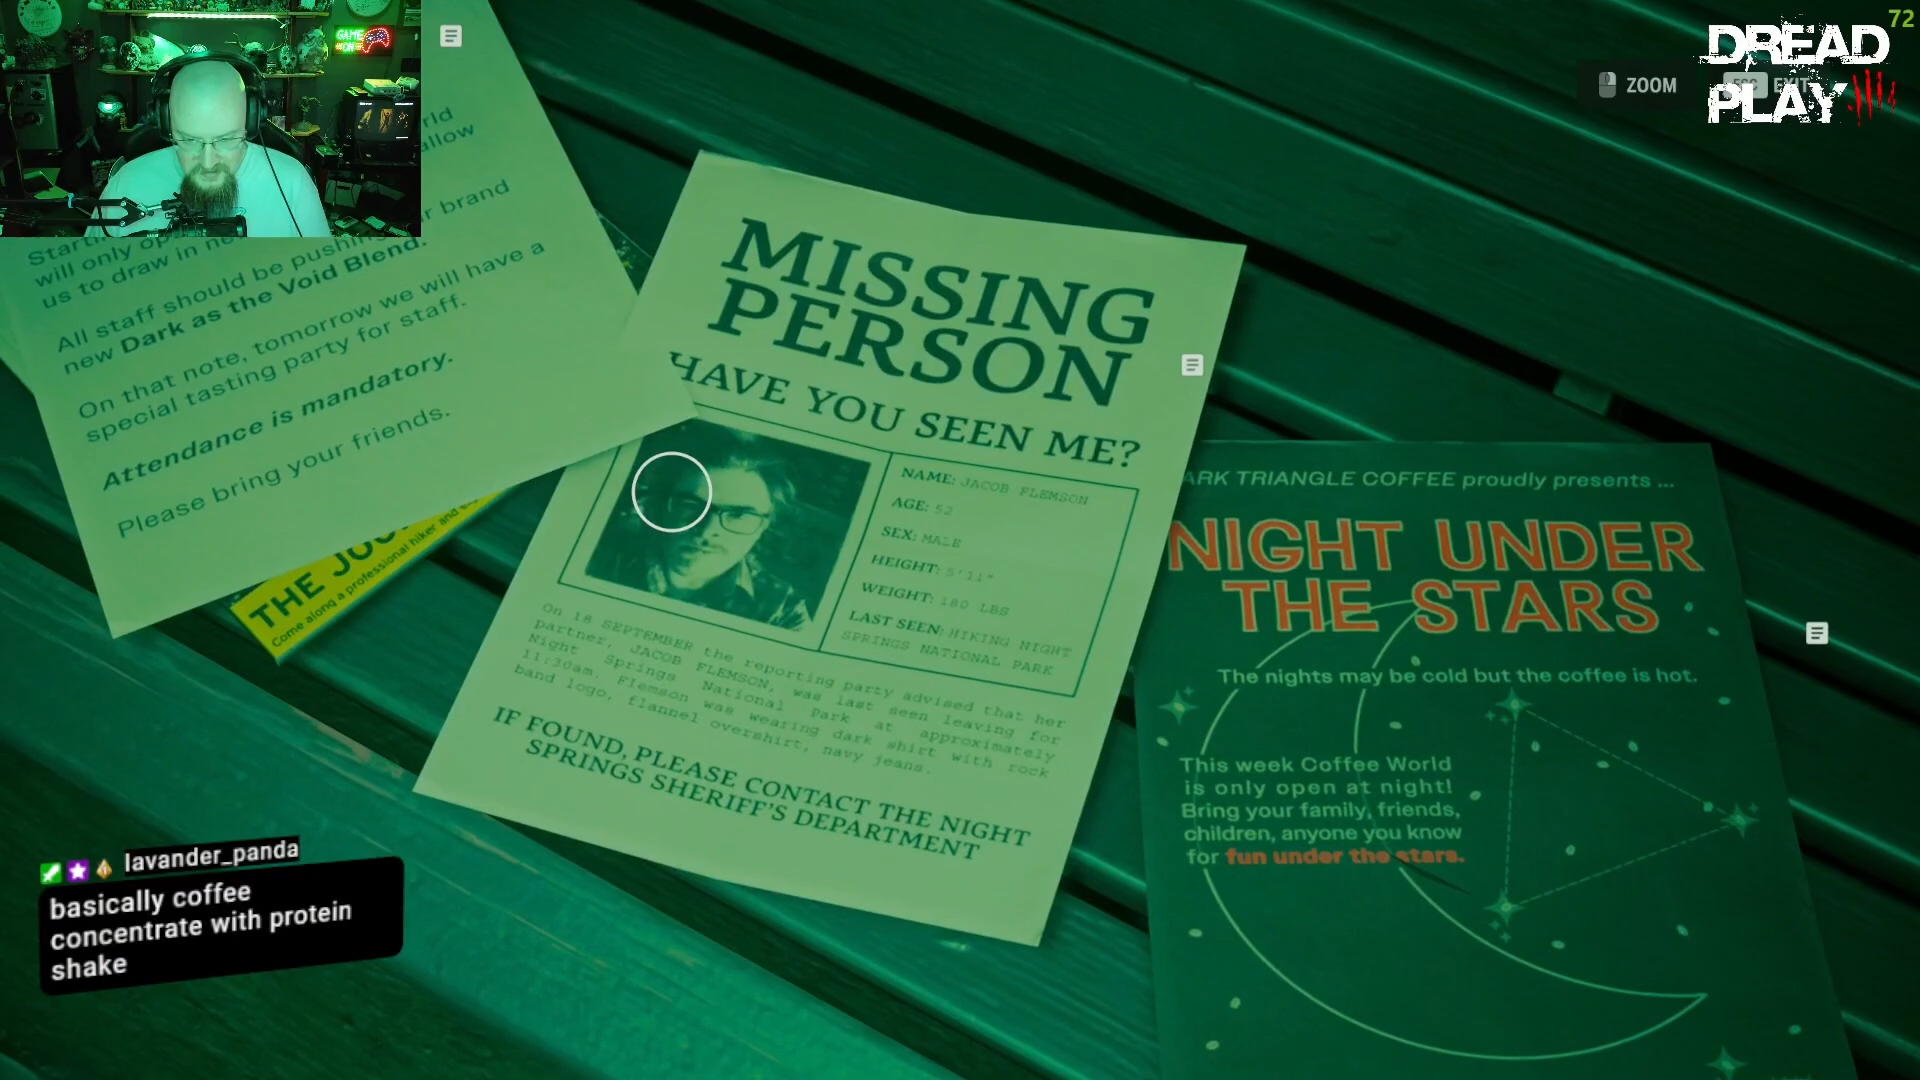 GAME
ON
72
DREAD
PLAY
ZOOM
ESC EXIT
rld
allow
r brand
will only op
us to draw in ne
All staff should be pushing
new Dark as the Void Blend.
On that note, tomorrow we will have a
special tasting party for staff.
Attendance is mandatory.
Please bring your friends.
THE JOU
Come along a professional hiker and
MISSING
PERSON
HAVE YOU SEEN ME?
NAME: JACOB FLEMSON
AGE: 52
SEX: MALE
HEIGHT: 5'11"
WEIGHT: 180 LBS
LAST SEEN: HIKING NIGHT
SPRINGS NATIONAL PARK
On 18 SEPTEMBER the reporting party advised that her
partner, JACOB FLEMSON, was last seen leaving for
Night Springs National Park at approximately
11:30am. Flemson was wearing dark shirt with rock
band logo, flannel overshirt, navy jeans.
IF FOUND, PLEASE CONTACT THE NIGHT
SPRINGS SHERIFF'S DEPARTMENT
ARK TRIANGLE COFFEE proudly presents ...
NIGHT UNDER
THE STARS
The nights may be cold but the coffee is hot.
This week Coffee World
is only open at night!
Bring your family, friends,
children, anyone you know
for fun under the stars.
lavander_panda
basically coffee
concentrate with protein
shake